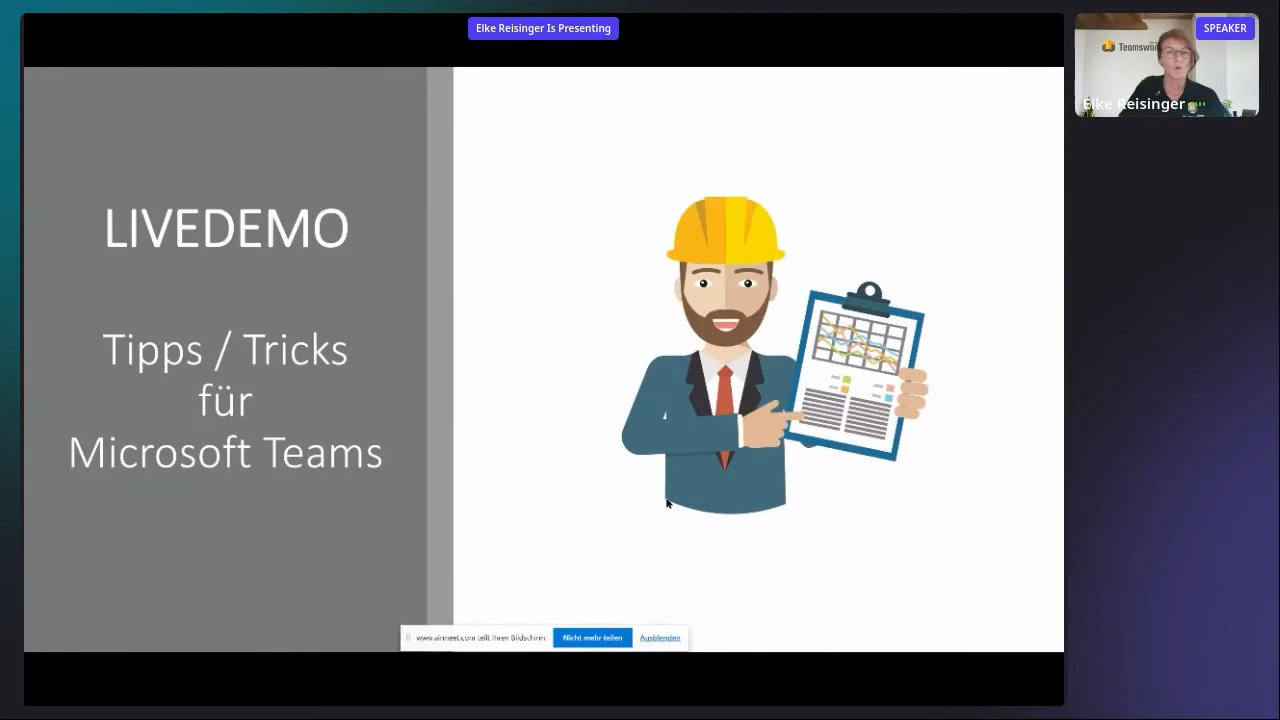 Elke Reisinger Is Presenting
SPEAKER
Elke Reisinger
LIVEDEMO
Tipps / Tricks
für
Microsoft Teams
www.airmeet.com teilt Ihren Bildschirm.
Nicht mehr teilen
Ausblenden